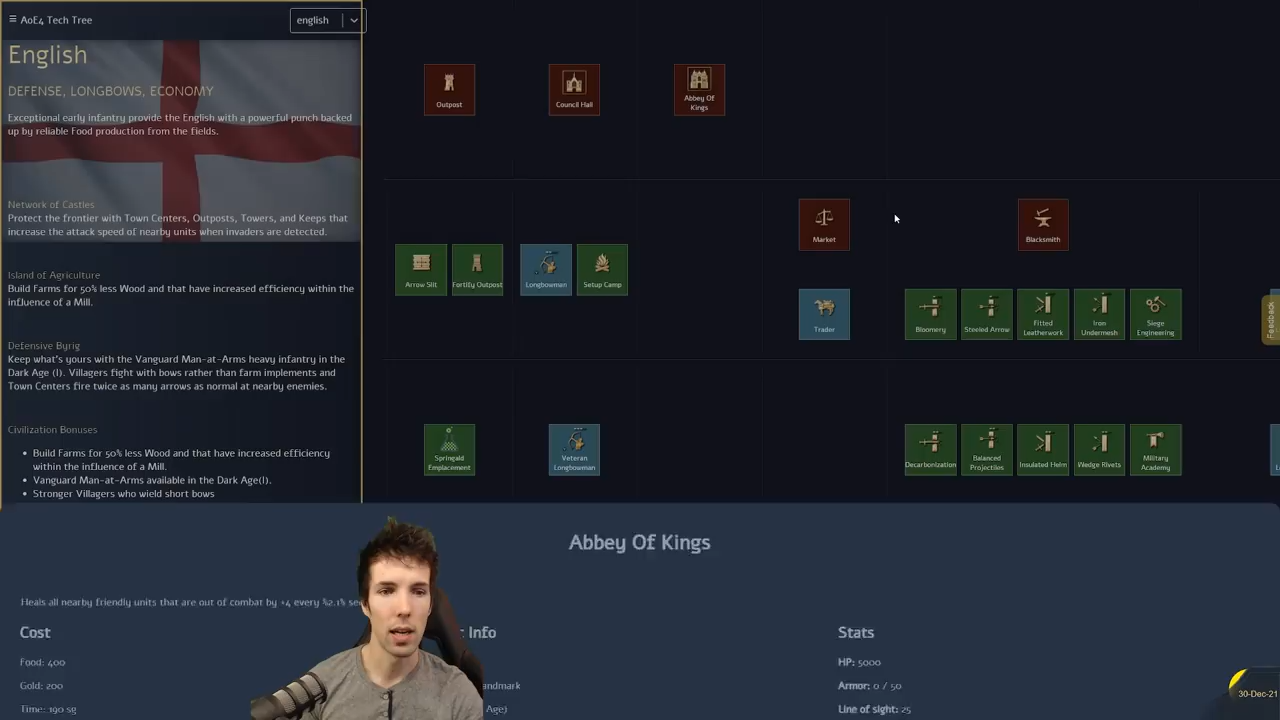 ≡ AoE4 Tech Tree
english
English
DEFENSE, LONGBOWS, ECONOMY
Exceptional early infantry provide the English with a powerful punch backed
up by reliable Food production from the fields.
Network of Castles
Protect the frontier with Town Centers, Outposts, Towers, and Keeps that
increase the attack speed of nearby units when invaders are detected.
Island of Agriculture
Build Farms for 50% less Wood and that have increased efficiency within the
influence of a Mill.
Defensive Byrig
Keep what's yours with the Vanguard Man-at-Arms heavy infantry in the
Dark Age (I). Villagers fight with bows rather than farm implements and
Town Centers fire twice as many arrows as normal at nearby enemies.
Civilization Bonuses
• Build Farms for 50% less Wood and that have increased efficiency
within the influence of a Mill.
• Vanguard Man-at-Arms available in the Dark Age(I).
• Stronger Villagers who wield short bows
Outpost
Council Hall
Abbey Of
Kings
Market
Blacksmith
Arrow Slit
Fortify Outpost
Longbowman
Setup Camp
Trader
Bloomery
Steeled Arrow
Fitted
Leatherwork
Iron
Undermesh
Siege
Engineering
Springald
Emplacement
Veteran
Longbowman
Decarbonization
Balanced
Projectiles
Insulated Helm
Wedge Rivets
Military
Academy
Feedback
Abbey Of Kings
Heals all nearby friendly units that are out of combat by +4 every %2.1% se
Cost
Food: 400
Gold: 200
Time: 190 sg
Info
andmark
Age)
Stats
HP: 5000
Armor: 0 / 50
Line of sight: 25
30-Dec-21